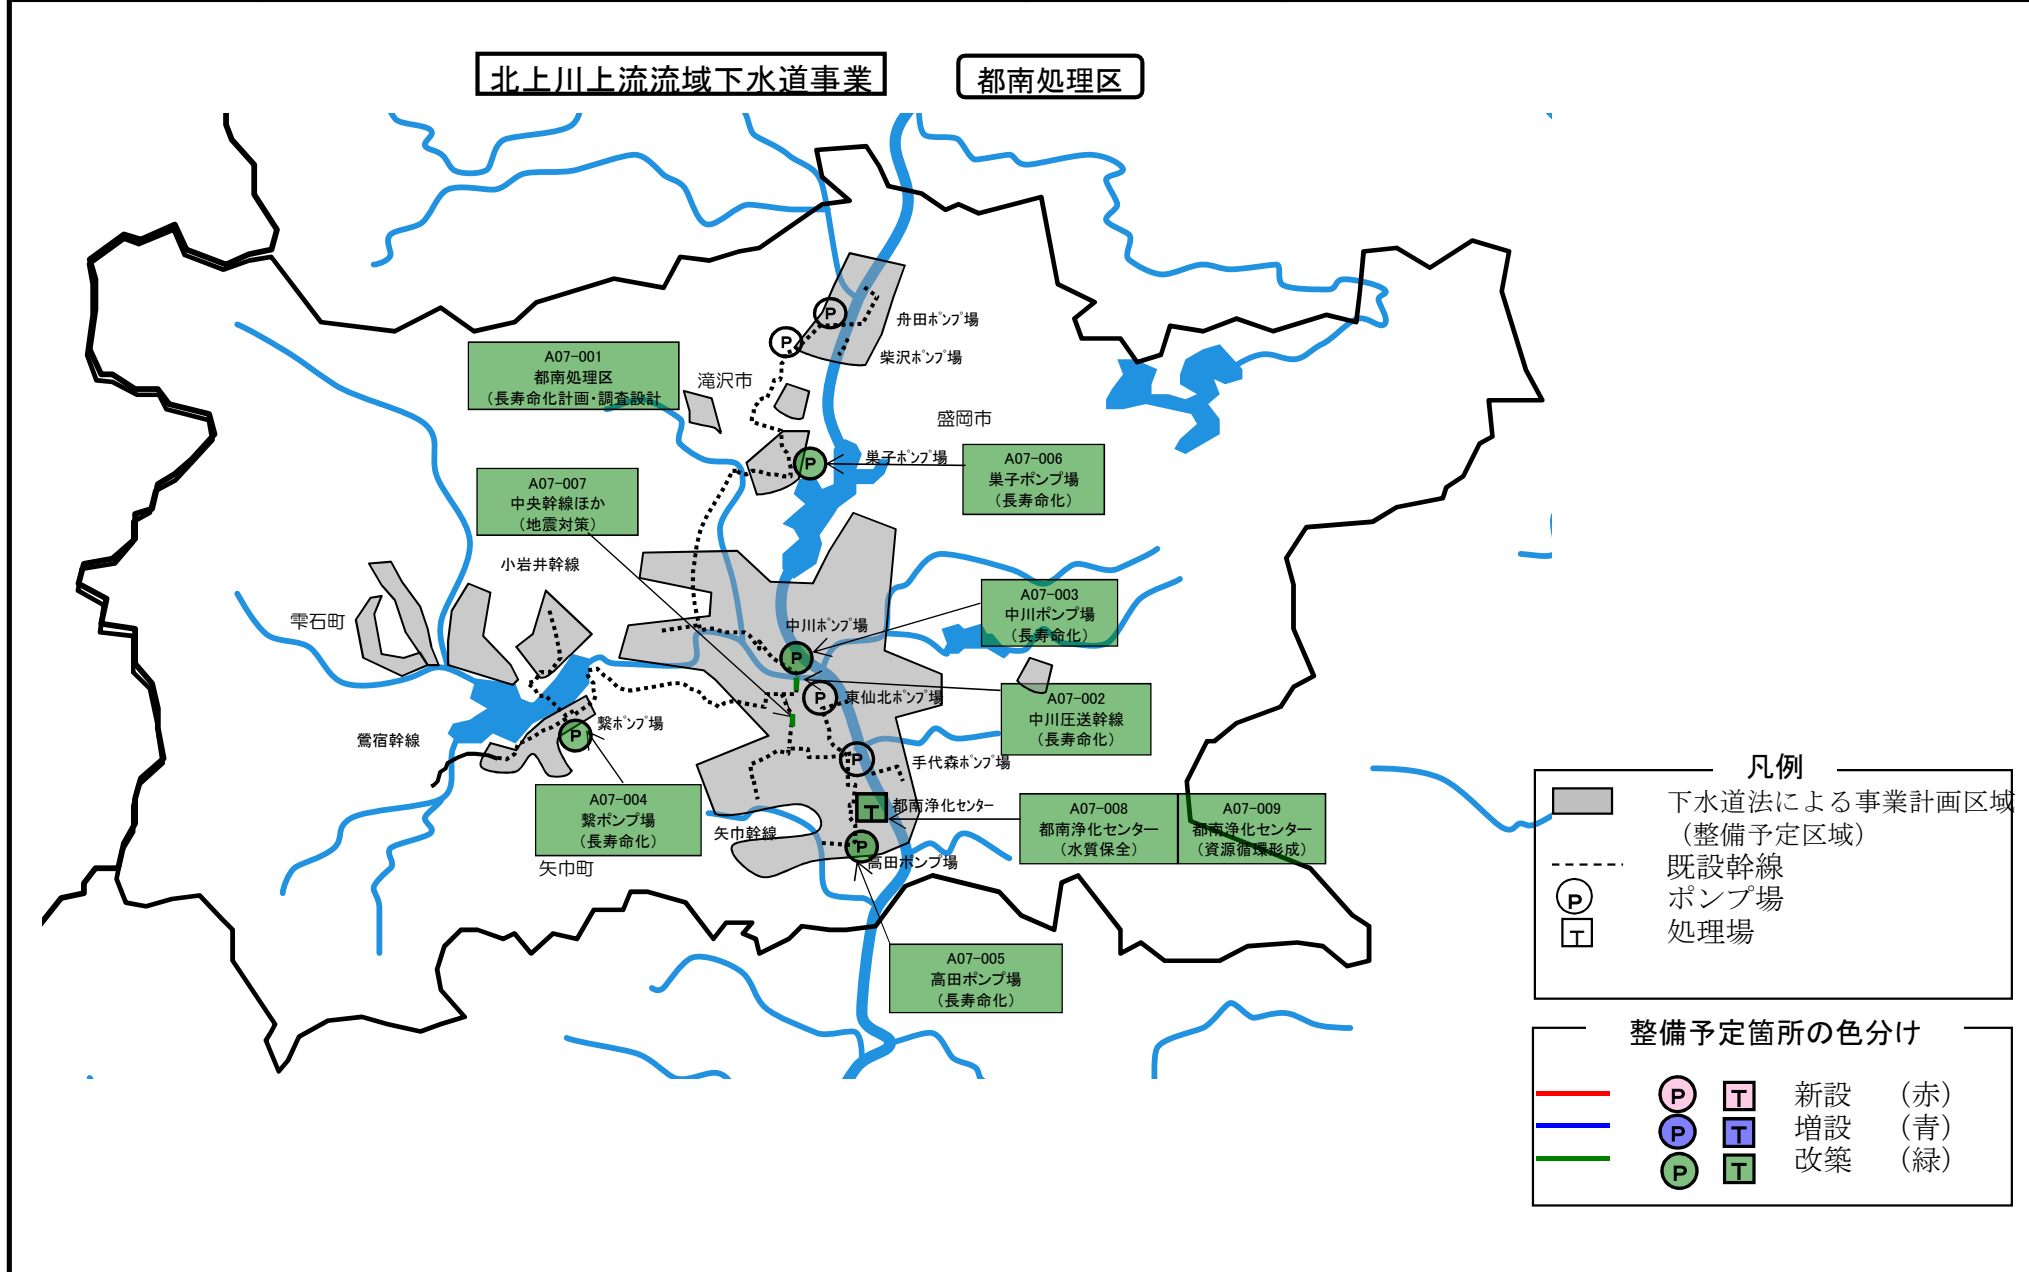 北上川上流流域下水道事業
都南処理区
舟田ポンプ場
P
P
柴沢ポンプ場
A07-001
都南処理区
(長寿命化計画・調査設計
滝沢市
盛岡市
巣子ポンプ場
P
A07-006
巣子ポンプ場
(長寿命化)
A07-007
中央幹線ほか
(地震対策)
小岩井幹線
雫石町
A07-003
中川ポンプ場
(長寿命化)
中川ポンプ場
P
東仙北ポンプ場
P
A07-002
中川圧送幹線
(長寿命化)
繋ポンプ場
P
鶯宿幹線
手代森ポンプ場
P
A07-004
繋ポンプ場
(長寿命化)
都南浄化センター
T
A07-008
都南浄化センター
(水質保全)
A07-009
都南浄化センター
(資源循環形成)
矢巾幹線
P
高田ポンプ場
矢巾町
A07-005
高田ポンプ場
(長寿命化)
凡例
下水道法による事業計画区域
(整備予定区域)
既設幹線
P ポンプ場
T 処理場
整備予定箇所の色分け
P T 新設 (赤)
P T 増設 (青)
P T 改築 (緑)